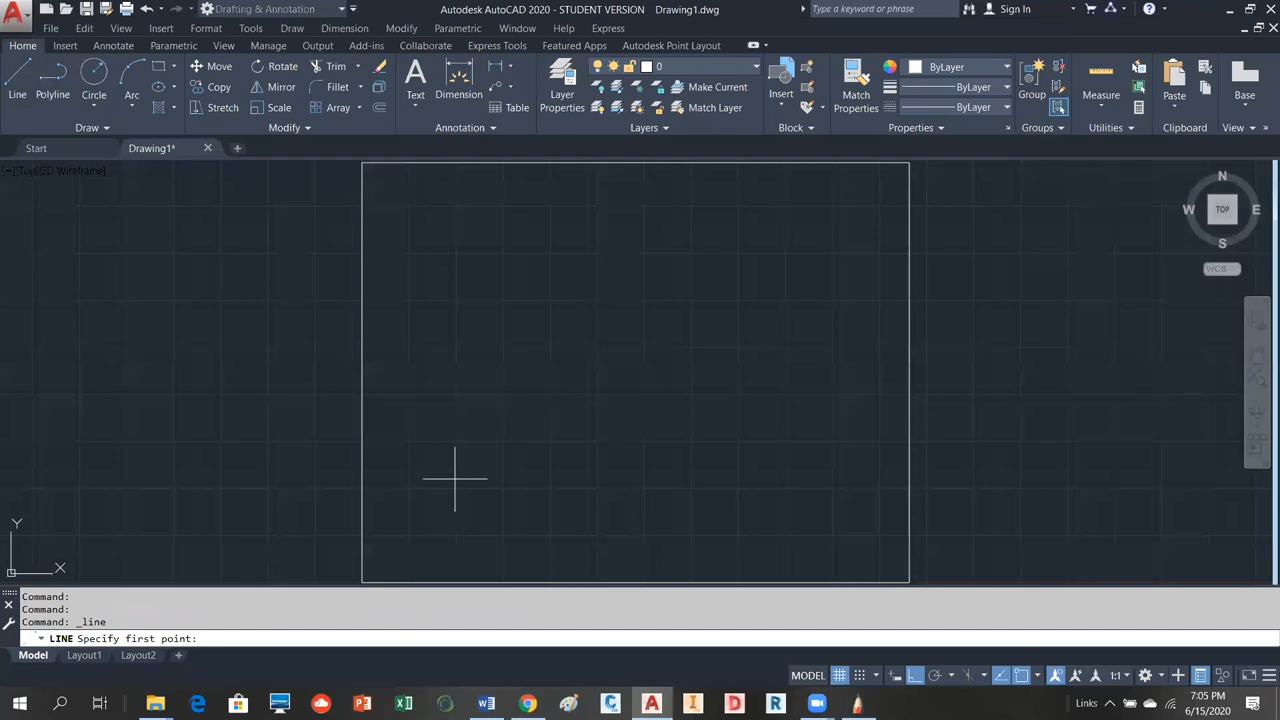 Drafting & Annotation
Autodesk AutoCAD 2020 - STUDENT VERSION Drawing1.dwg
Type a keyword or phrase
Sign In
File Edit View Insert Format Tools Draw Dimension Modify Parametric Window Help Express
Home Insert Annotate Parametric View Manage Output Add-ins Collaborate Express Tools Featured Apps Autodesk Point Layout
Move Rotate Trim 0 ByLayer
Copy Mirror Fillet Make Current ByLayer
Line Polyline Circle Arc Text Dimension Layer Properties Insert Match Properties Group Measure Paste Base
Stretch Scale Array Table Match Layer ByLayer
Draw Modify Annotation Layers Block Properties Groups Utilities Clipboard View
Start Drawing1* +
[−][Top][2D Wireframe]
N
W TOP E
S
WCS
Y
X
Command:
Command:
Command: _line
LINE Specify first point:
Model Layout1 Layout2 +
MODEL 1:1
Links 7:05 PM
6/15/2020